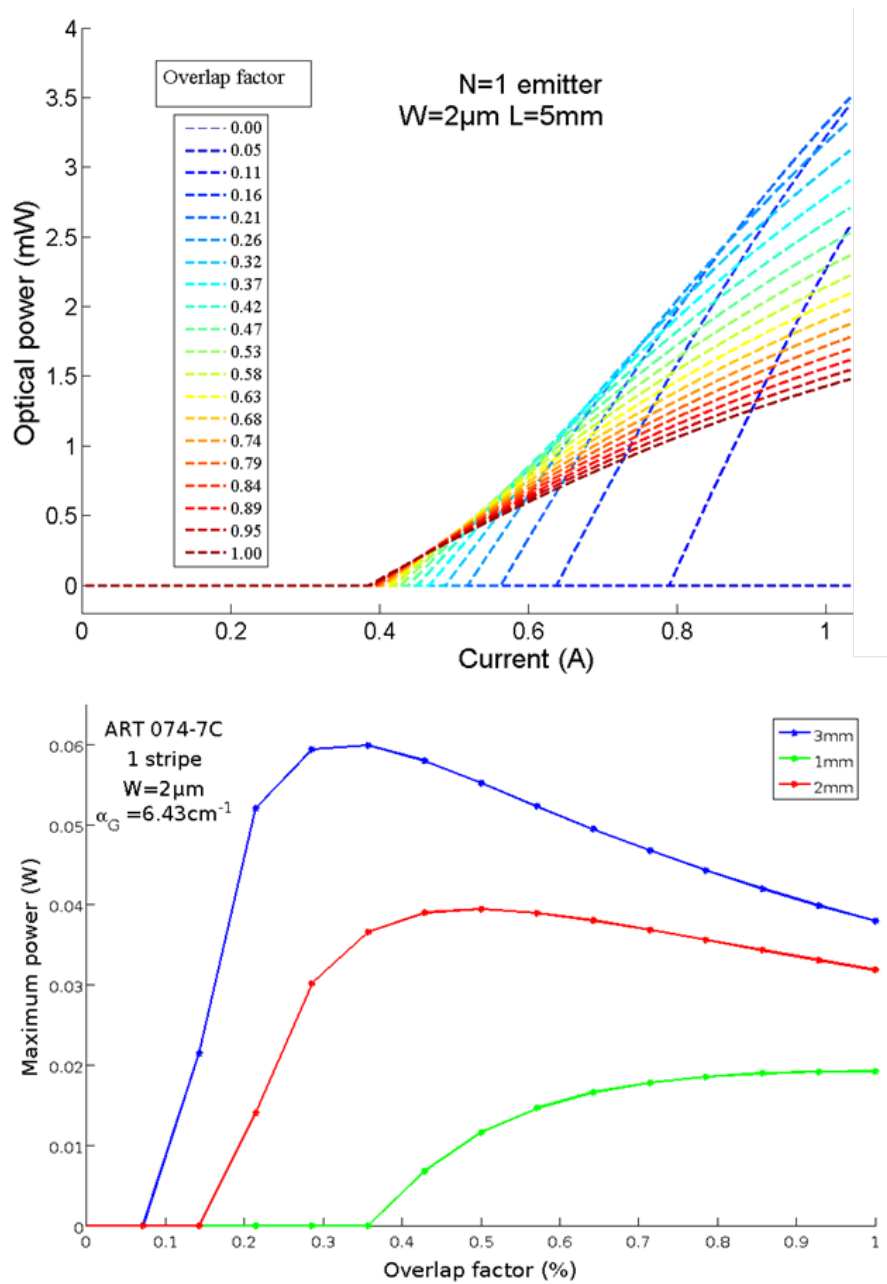 4
3.5
3
2.5
2
1.5
1
0.5
0
Optical power (mW)
Overlap factor
0.00
0.05
0.11
0.16
0.21
0.26
0.32
0.37
0.42
0.47
0.53
0.58
0.63
0.68
0.74
0.79
0.84
0.89
0.95
1.00
N=1 emitter
W=2µm L=5mm
0 0.2 0.4 0.6 0.8 1
Current (A)
ART 074-7C
1 stripe
W=2µm
α_G =6.43cm⁻¹
3mm
1mm
2mm
0.06
0.05
0.04
0.03
0.02
0.01
0
Maximum power (W)
0 0.1 0.2 0.3 0.4 0.5 0.6 0.7 0.8 0.9 1
Overlap factor (%)